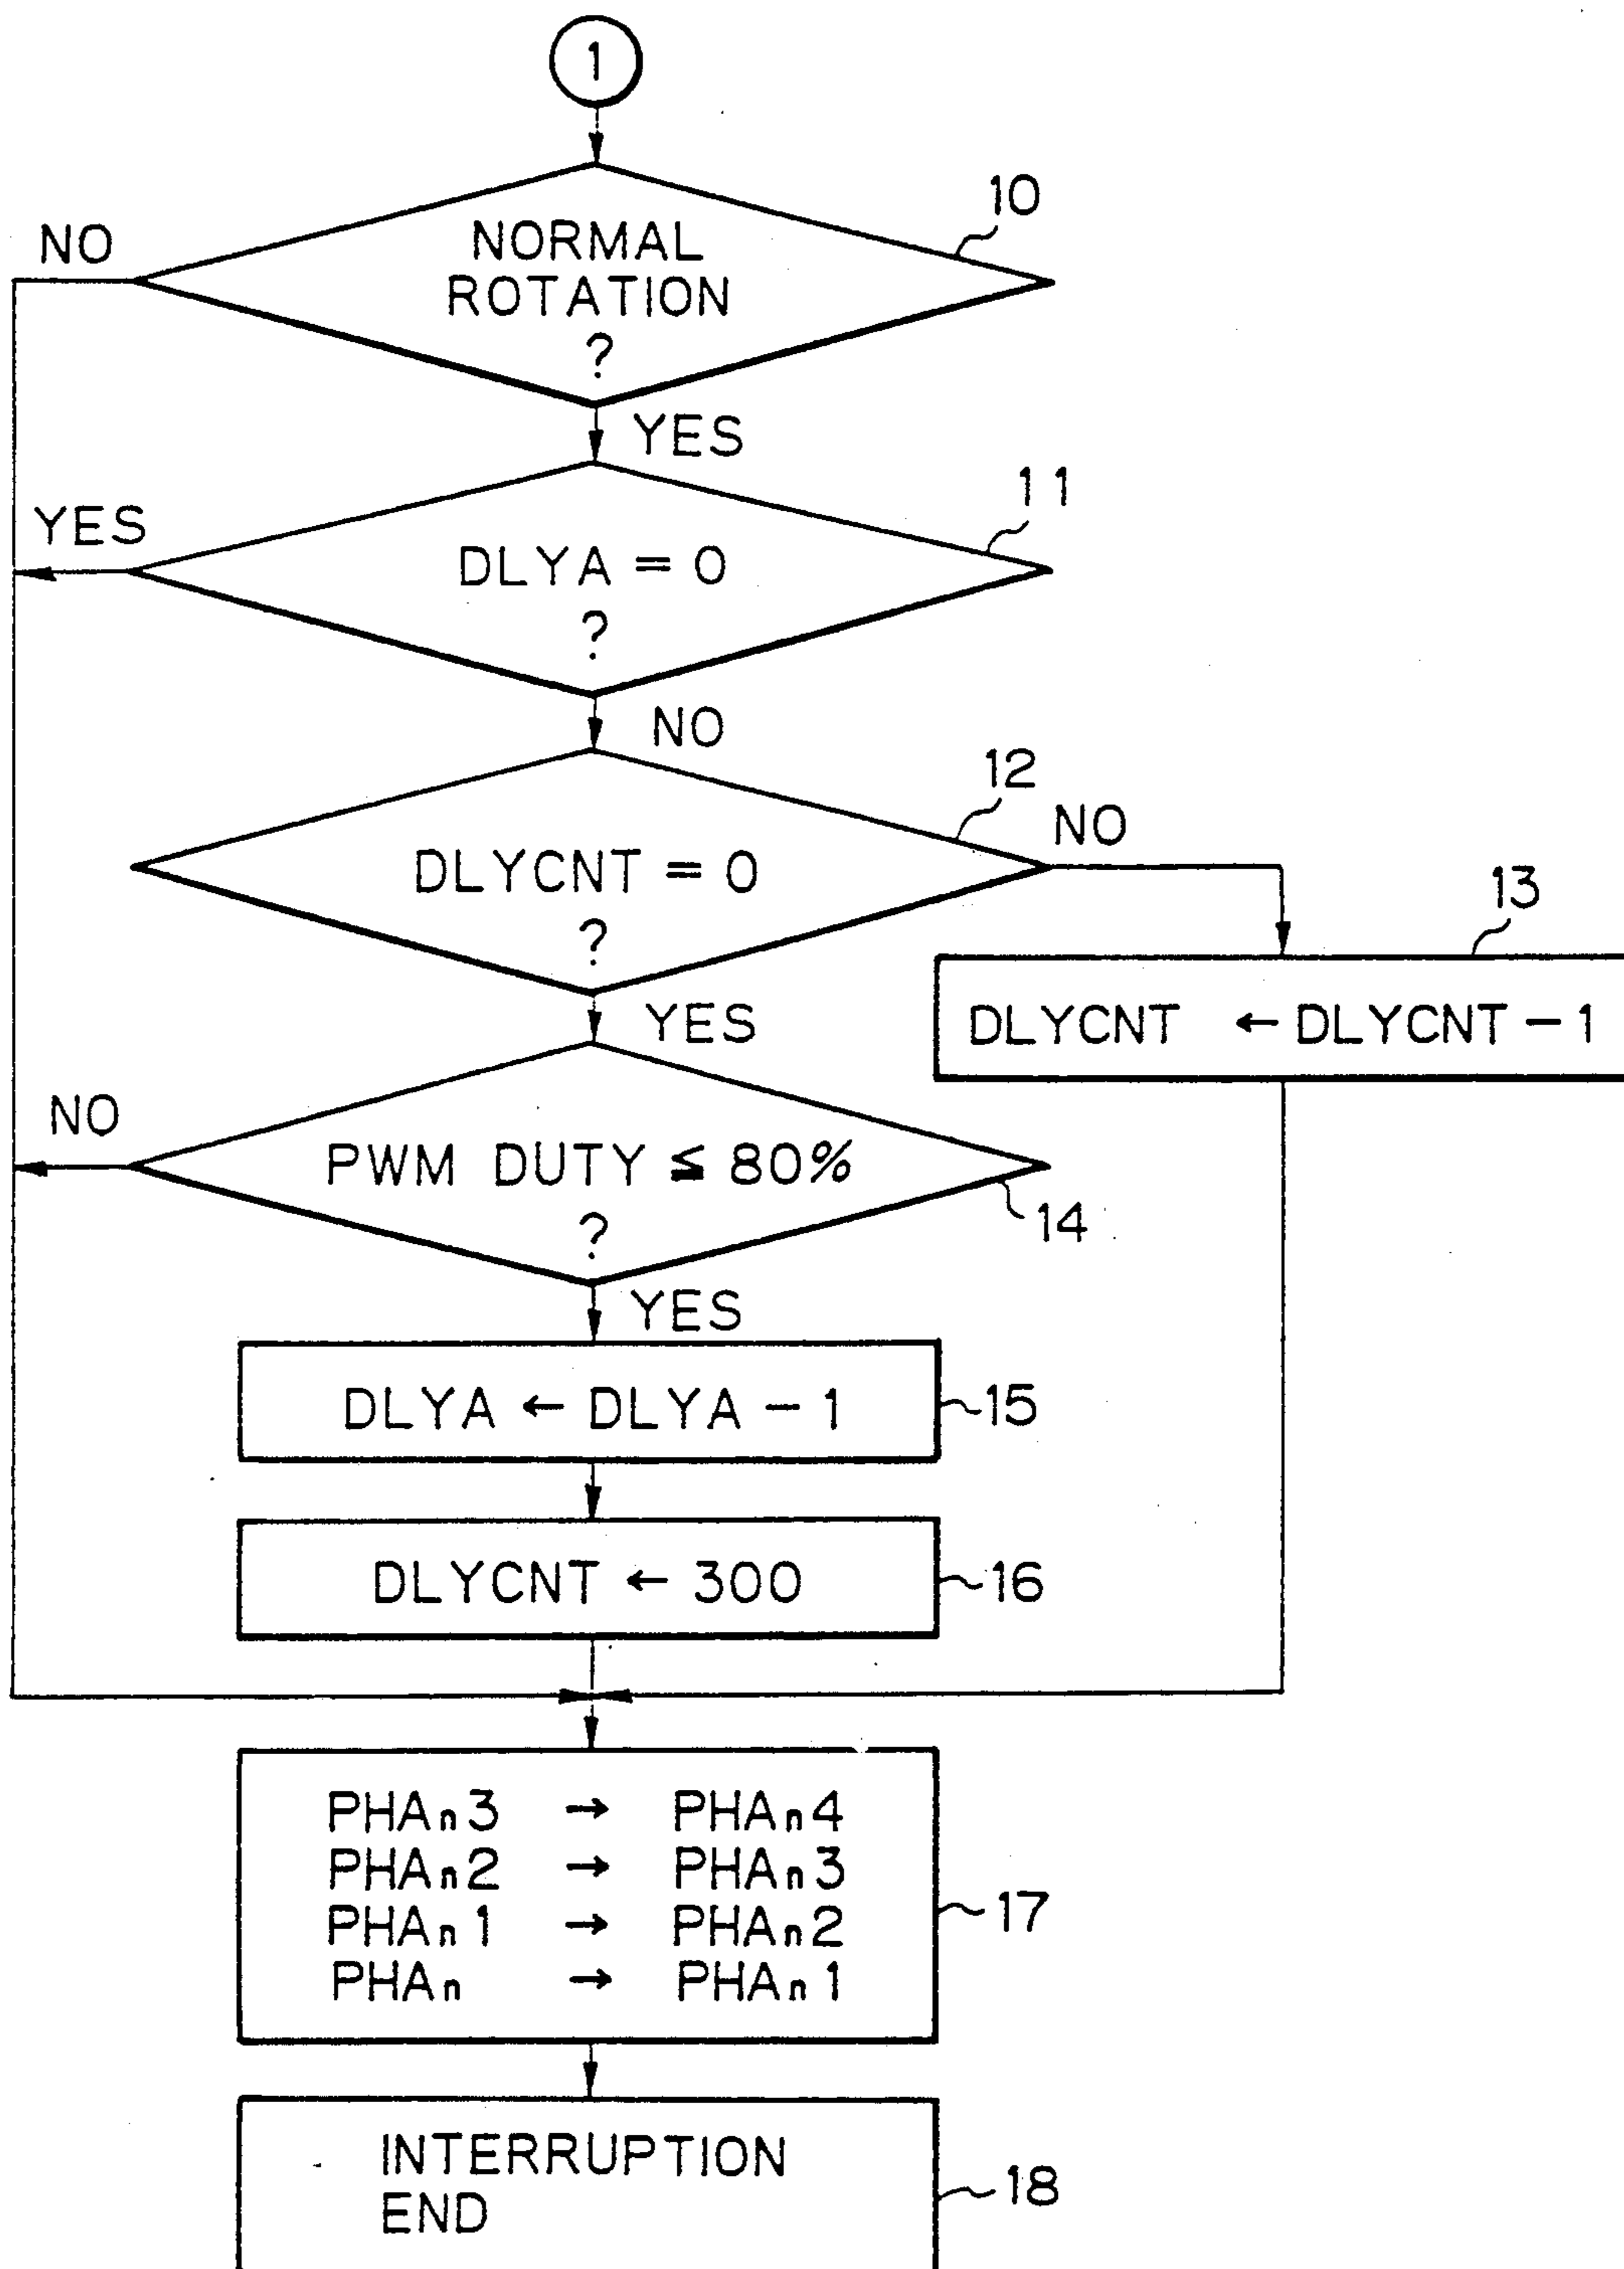 1
10
NO
NORMAL
ROTATION
?
YES
11
YES
DLYA = 0
?
NO
12
NO
DLYCNT = 0
?
13
YES
DLYCNT ← DLYCNT - 1
NO
PWM DUTY ≦ 80%
14
?
YES
DLYA ← DLYA - 1
15
DLYCNT ← 300
16
PHAn3 → PHAn4
PHAn2 → PHAn3
PHAn1 → PHAn2
PHAn → PHAn1
17
INTERRUPTION
END
18